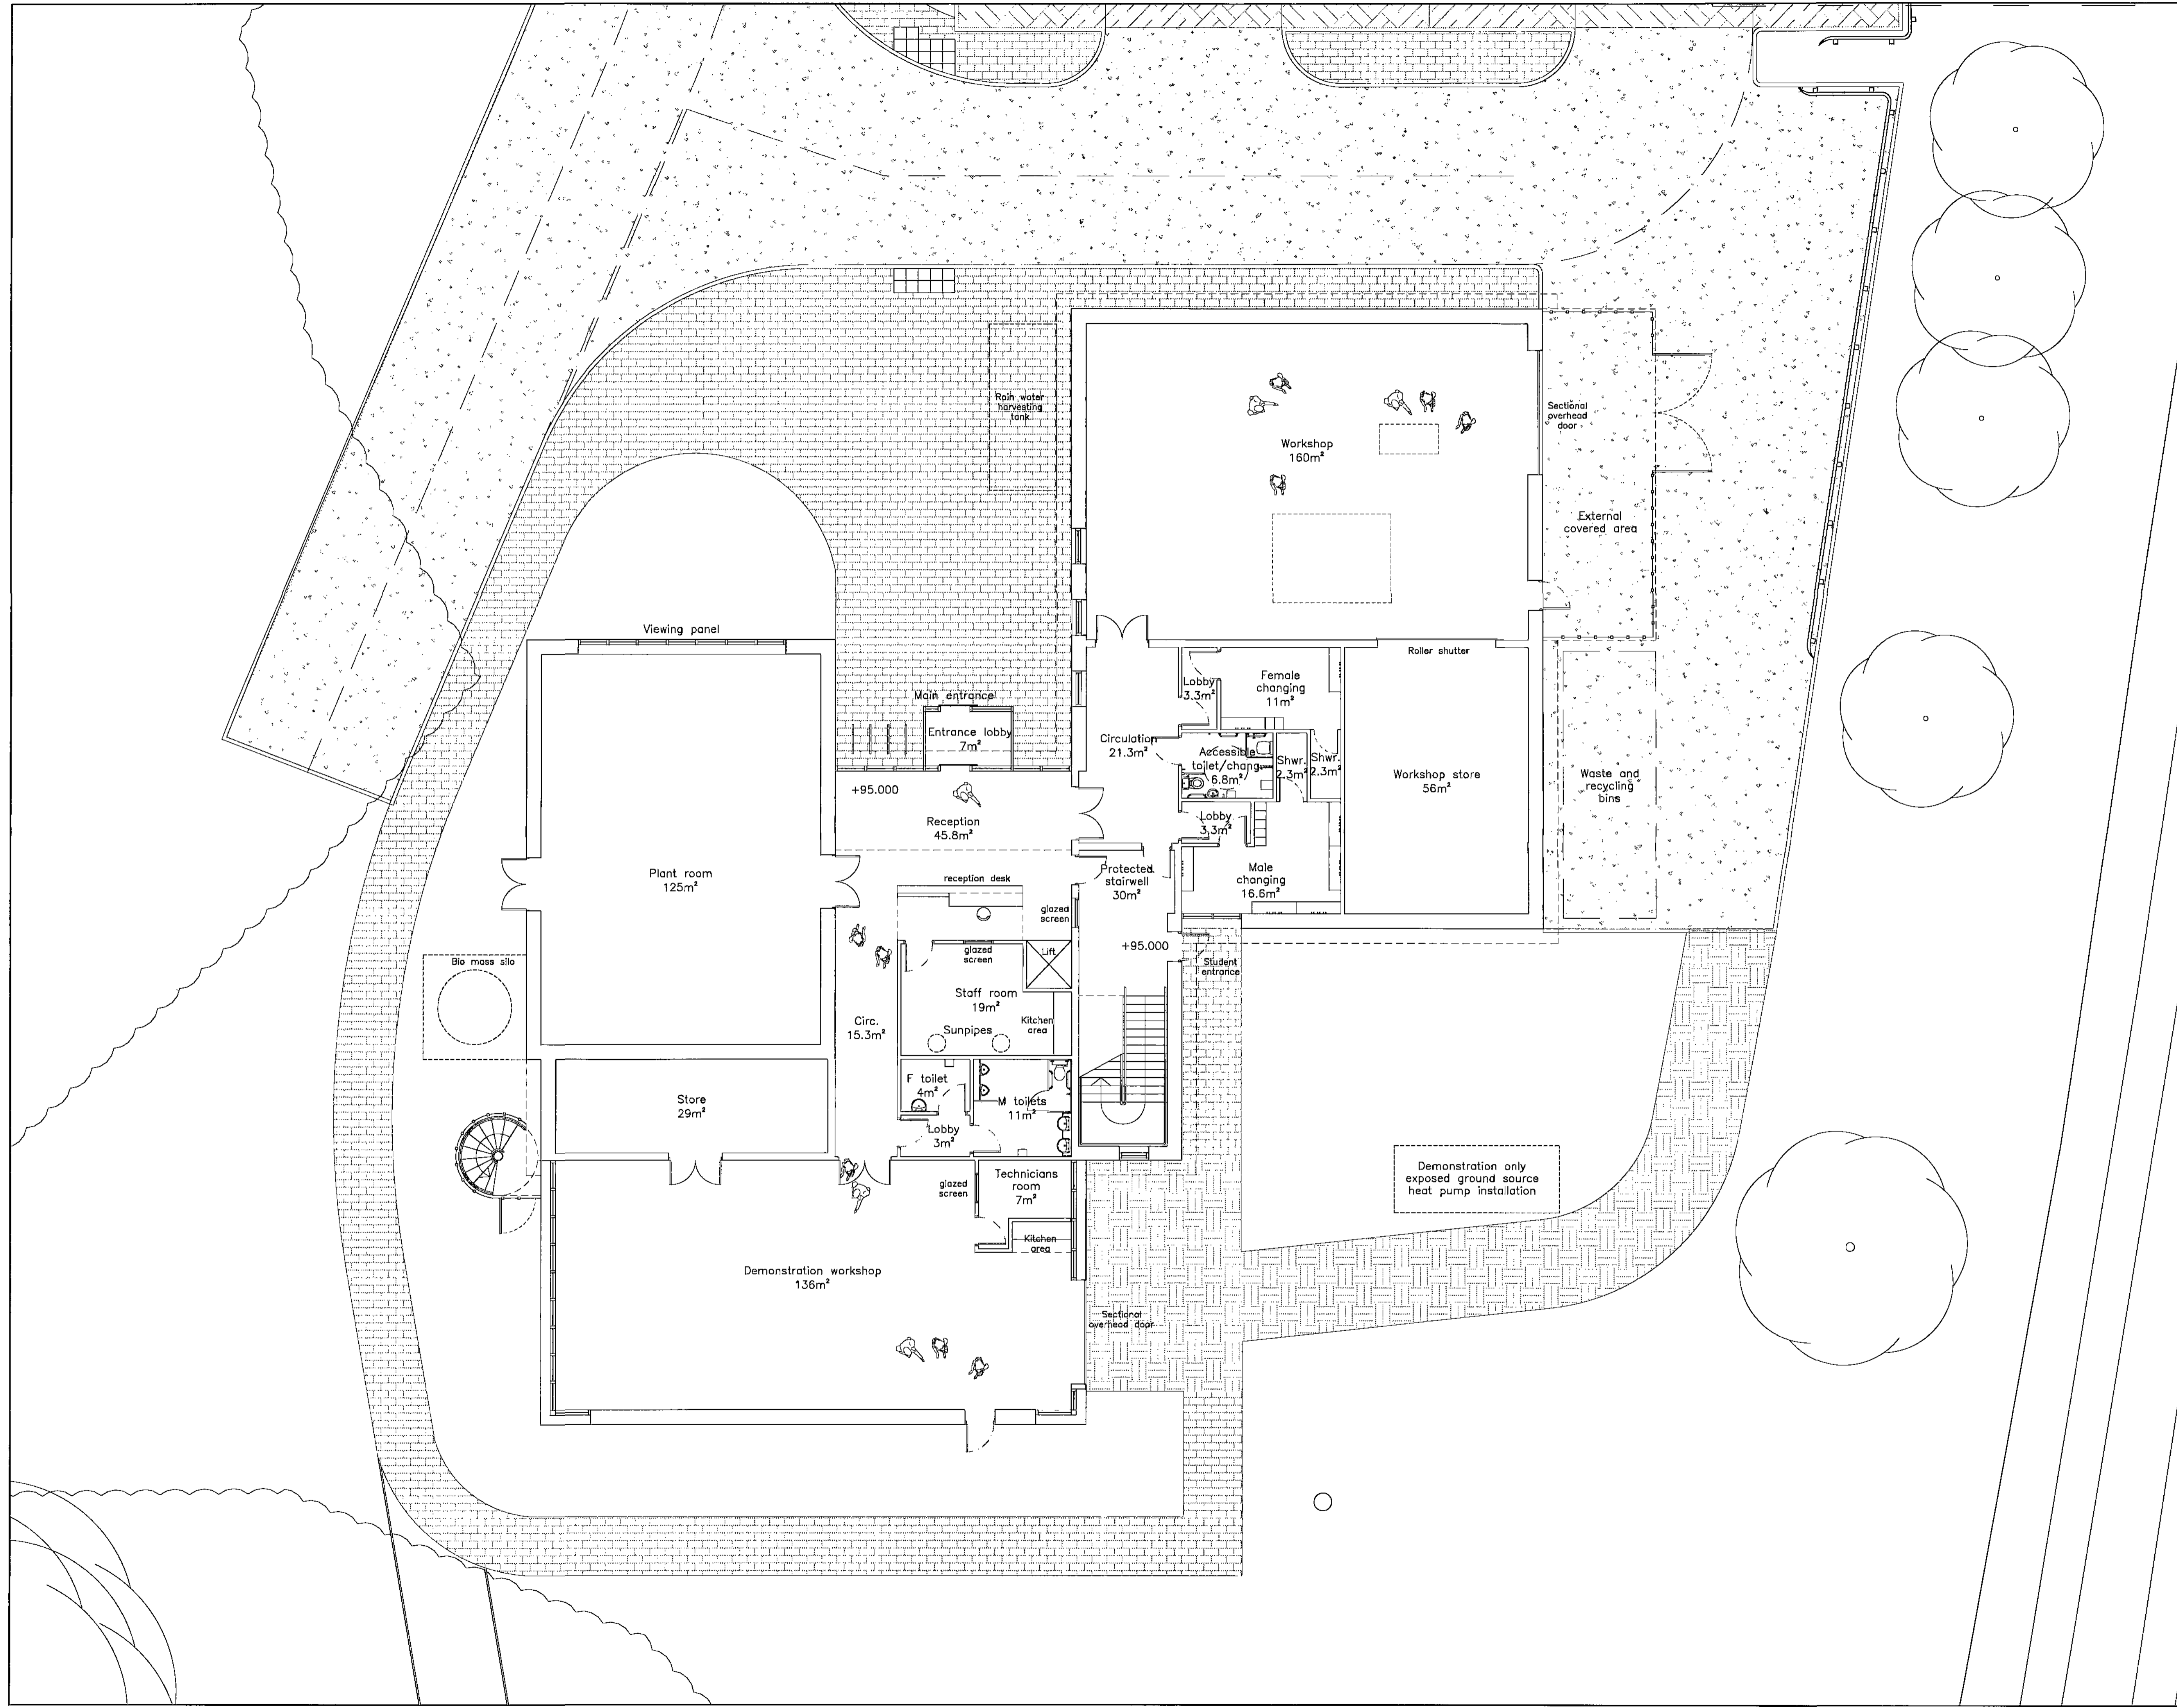 Rain water
harvesting
tank
Workshop
160m²
Sectional
overhead
door
External
covered area
Viewing panel
Roller shutter
Main entrance
Entrance lobby
7m²
Lobby
3.3m²
Female
changing
11m²
Circulation
21.3m²
Accessible
toilet/chang.
6.8m²
Shwr.
2.3m²
Shwr.
2.3m²
Workshop store
56m²
Waste and
recycling
bins
+95.000
Reception
45.8m²
Lobby
3.3m²
Plant room
125m²
reception desk
Protected
stairwell
30m²
Male
changing
16.6m²
glazed
screen
+95.000
glazed
screen
Lift
Student
entrance
Bio mass silo
Staff room
19m²
Circ.
15.3m²
Sunpipes
Kitchen
area
Store
29m²
F toilet
4m²
M toilets
11m²
Lobby
3m²
glazed
screen
Technicians
room
7m²
Kitchen
area
Demonstration only
exposed ground source
heat pump installation
Demonstration workshop
136m²
Sectional
overhead door